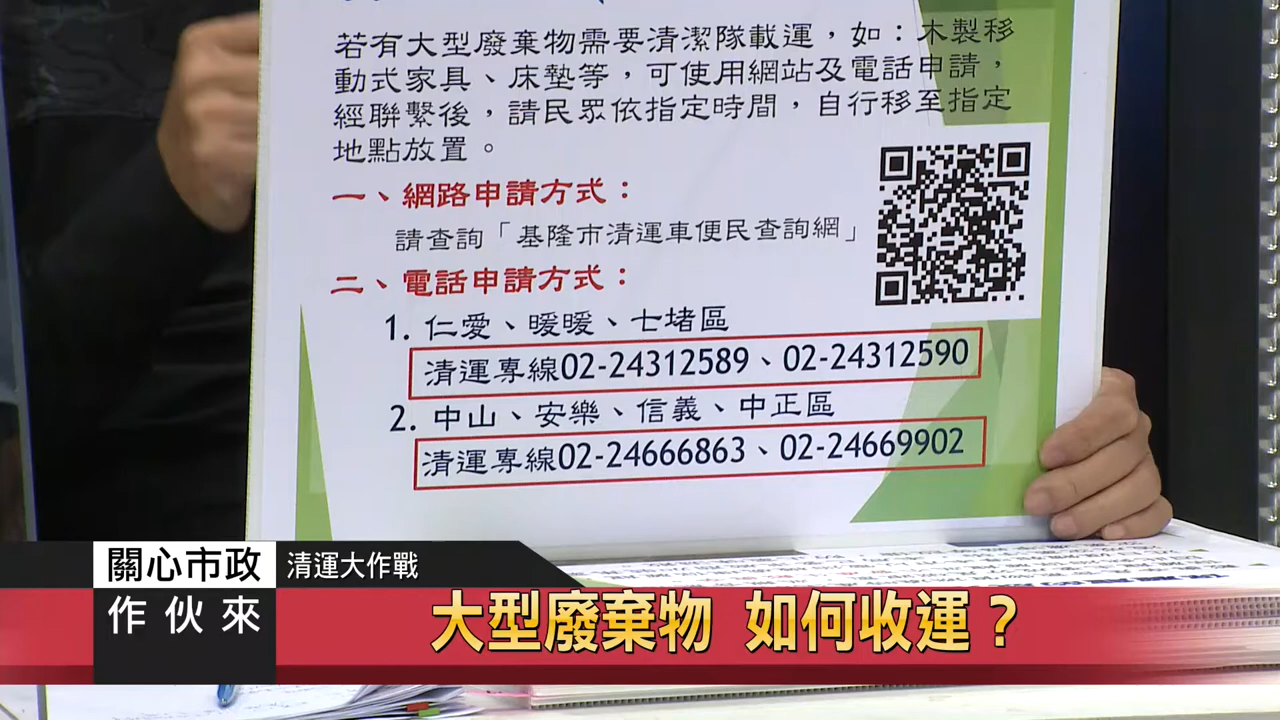 若有大型廢棄物需要清潔隊載運，如：木製移
動式家具、床墊等，可使用網站及電話申請，
經聯繫後，請民眾依指定時間，自行移至指定
地點放置。
一、網路申請方式：
請查詢「基隆市清運車便民查詢網」
二、電話申請方式：
1. 仁愛、暖暖、七堵區
清運專線02-24312589、02-24312590
2. 中山、安樂、信義、中正區
清運專線02-24666863、02-24669902
關心市政
作伙來
清運大作戰
大型廢棄物 如何收運？